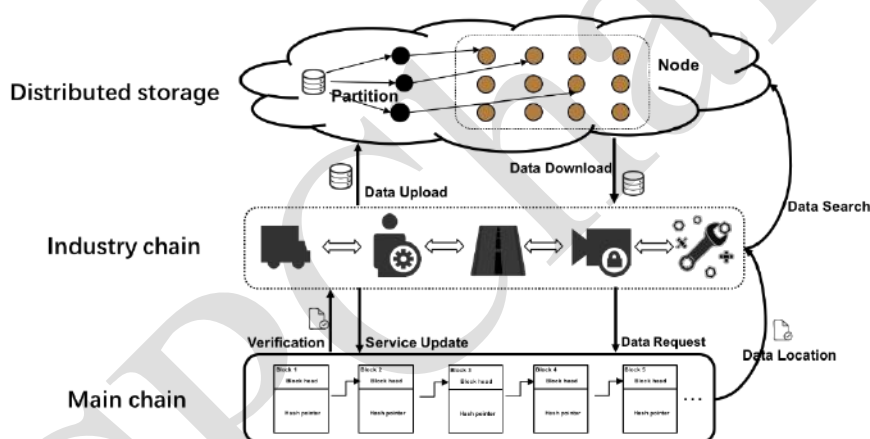 Distributed storage
Partition
Node
Data Upload
Data Download
Data Search
Industry chain
Verification
Service Update
Data Request
Data Location
Main chain
Block 1
Block head
Hash pointer
Block 2
Block head
Hash pointer
Block 3
Block head
Hash pointer
Block 4
Block head
Hash pointer
Block 5
Block head
Hash pointer
...